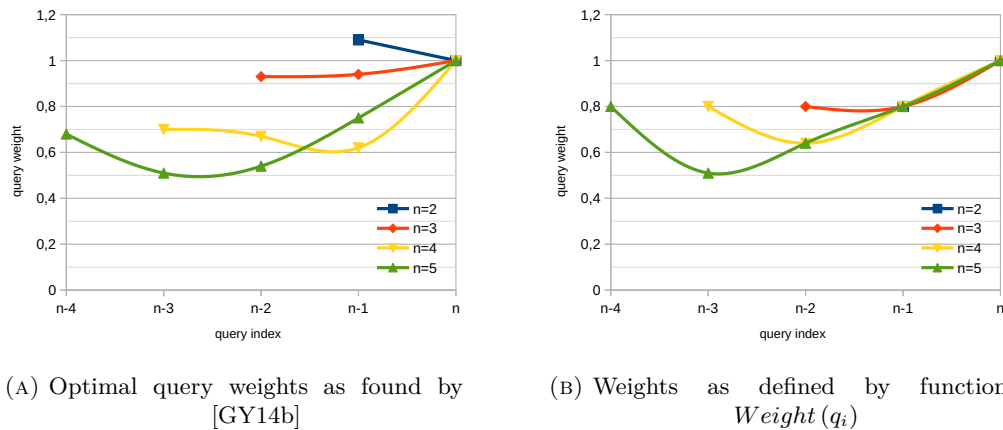 1,2
1
0,8
0,6
0,4
0,2
0
query weight
n-4 n-3 n-2 n-1 n
query index
n=2
n=3
n=4
n=5
(A) Optimal query weights as found by
[GY14b]
1,2
1
0,8
0,6
0,4
0,2
0
query weight
n-4 n-3 n-2 n-1 n
query index
n=2
n=3
n=4
n=5
(B) Weights as defined by function
Weight (qi)